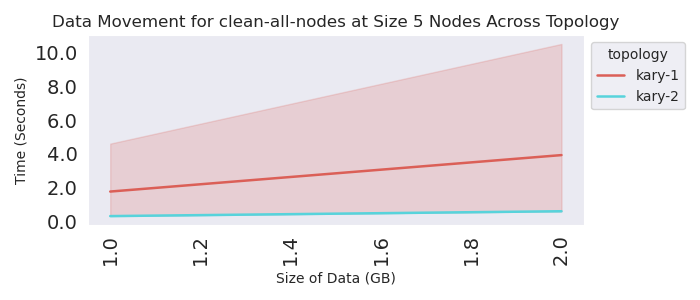 Data Movement for clean-all-nodes at Size 5 Nodes Across Topology
topology
kary-1
kary-2
Time (Seconds)
10.0
8.0
6.0
4.0
2.0
0.0
1.0
1.2
1.4
1.6
1.8
2.0
Size of Data (GB)